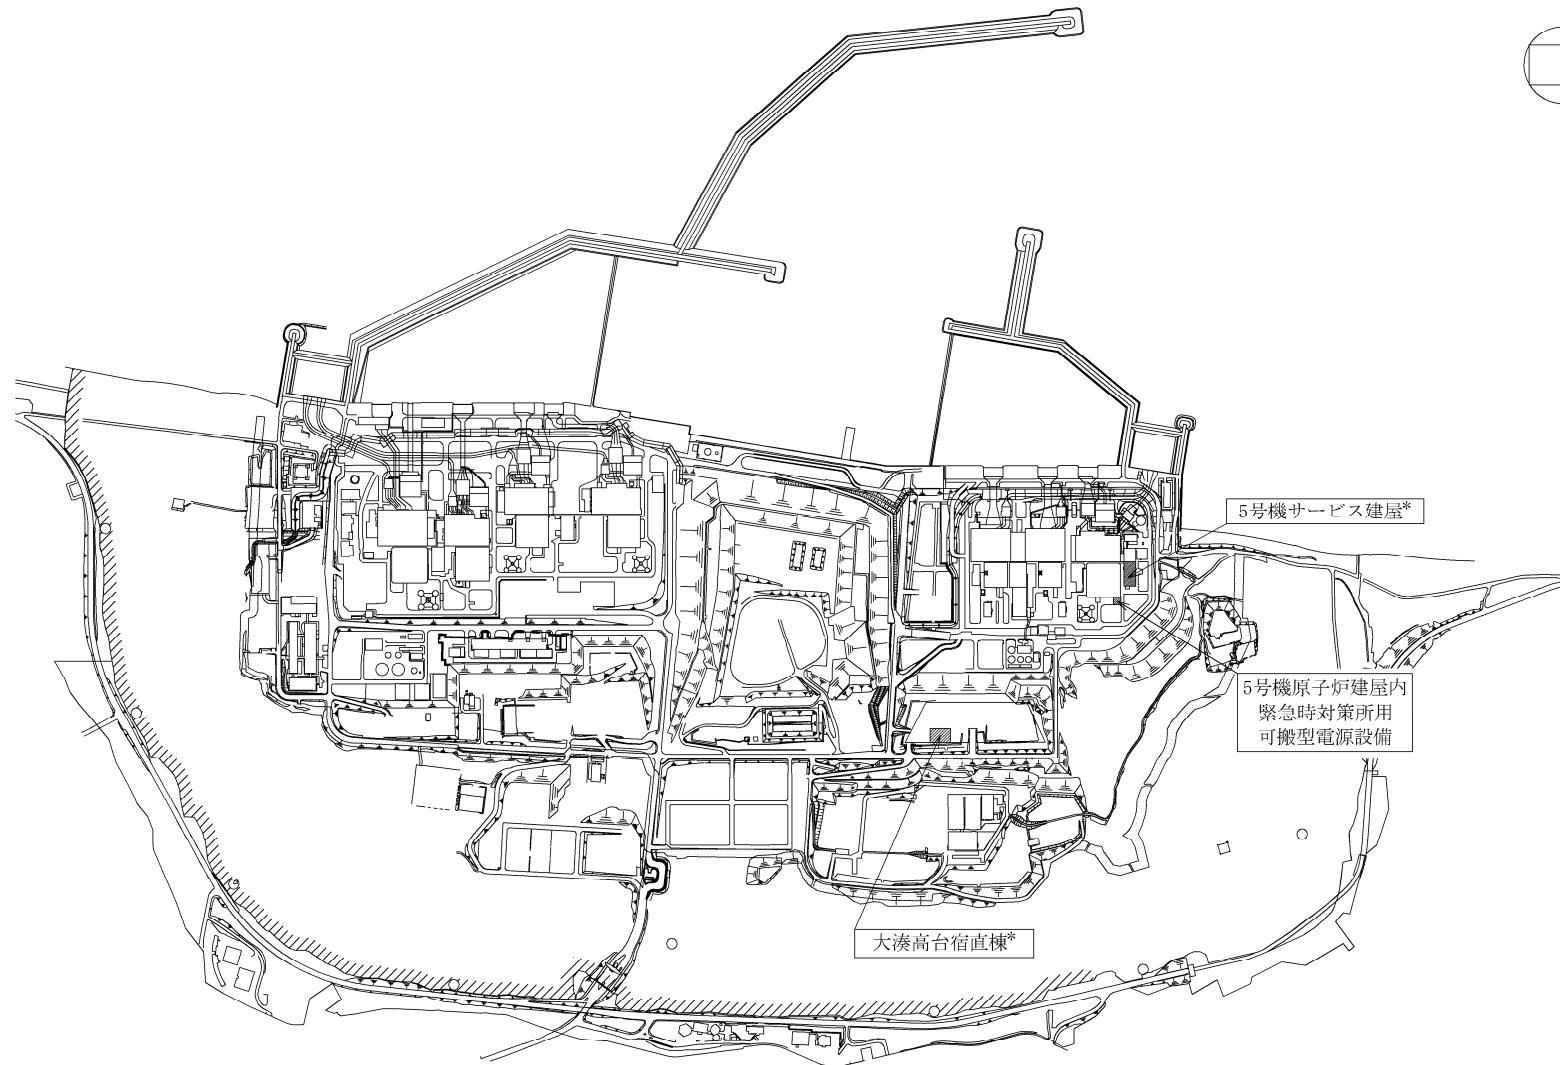 5号機サービス建屋*
5号機原子炉建屋内
緊急時対策所用
可搬型電源設備
大湊高台宿直棟*